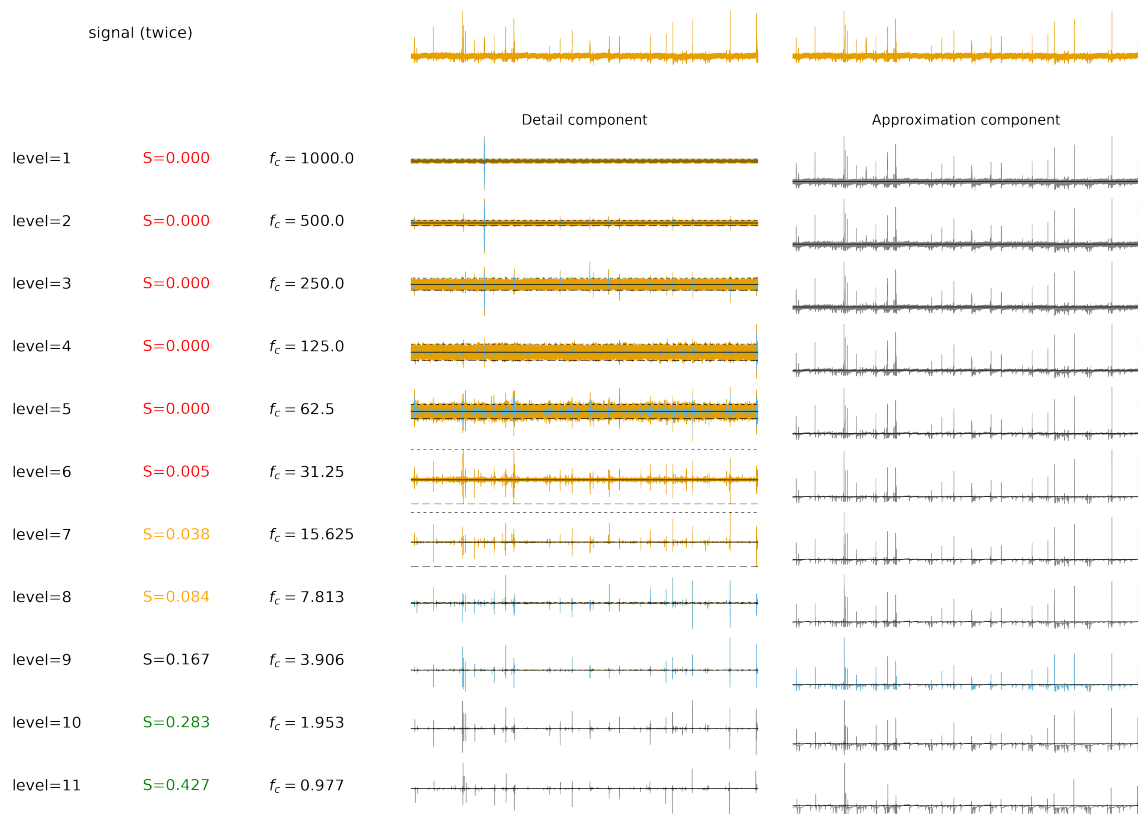 signal (twice)
Detail component Approximation component
level=1 S=0.000 f_c = 1000.0
level=2 S=0.000 f_c = 500.0
level=3 S=0.000 f_c = 250.0
level=4 S=0.000 f_c = 125.0
level=5 S=0.000 f_c = 62.5
level=6 S=0.005 f_c = 31.25
level=7 S=0.038 f_c = 15.625
level=8 S=0.084 f_c = 7.813
level=9 S=0.167 f_c = 3.906
level=10 S=0.283 f_c = 1.953
level=11 S=0.427 f_c = 0.977